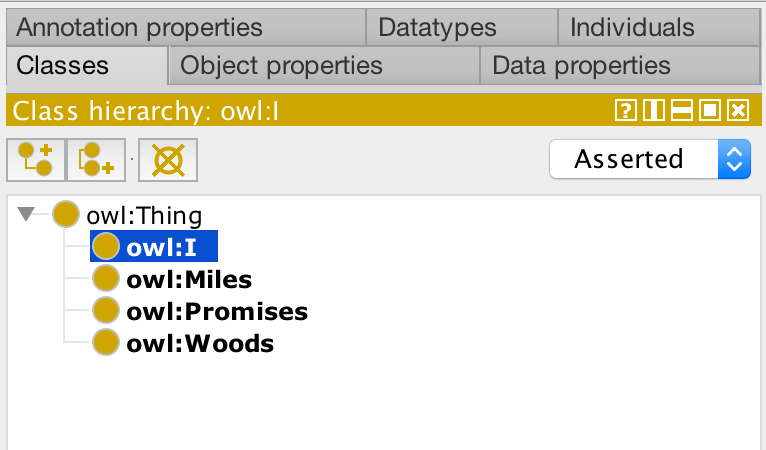 Annotation properties Datatypes Individuals
Classes Object properties Data properties
Class hierarchy: owl:I
Asserted
owl:Thing
owl:I
owl:Miles
owl:Promises
owl:Woods